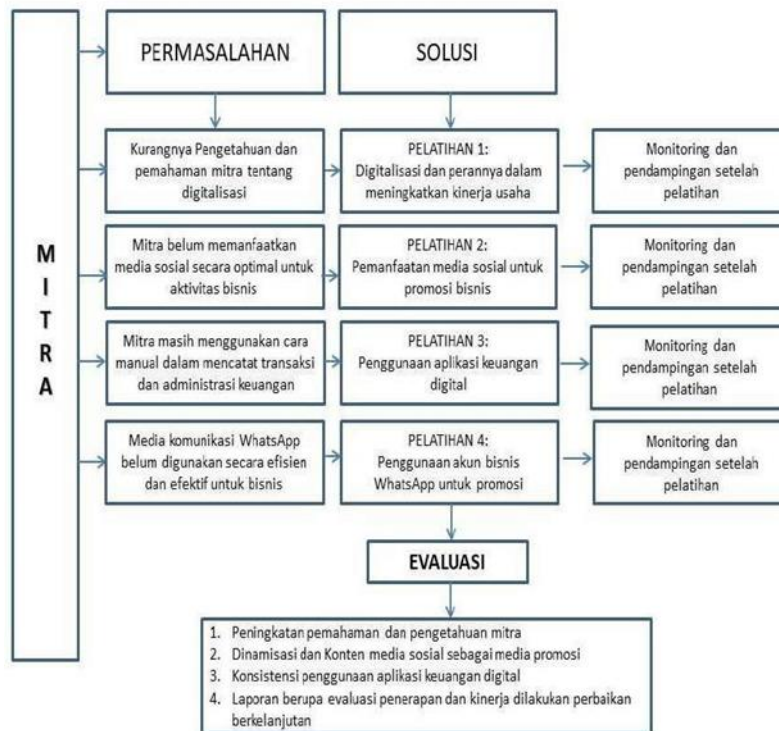 MITRA
PERMASALAHAN
SOLUSI
Kurangnya Pengetahuan dan
pemahaman mitra tentang
digitalisasi
PELATIHAN 1:
Digitalisasi dan perannya dalam
meningkatkan kinerja usaha
Monitoring dan
pendampingan setelah
pelatihan
Mitra belum memanfaatkan
media sosial secara optimal untuk
aktivitas bisnis
PELATIHAN 2:
Pemanfaatan media sosial untuk
promosi bisnis
Monitoring dan
pendampingan setelah
pelatihan
Mitra masih menggunakan cara
manual dalam mencatat transaksi
dan administrasi keuangan
PELATIHAN 3:
Penggunaan aplikasi keuangan
digital
Monitoring dan
pendampingan setelah
pelatihan
Media komunikasi WhatsApp
belum digunakan secara efisien
dan efektif untuk bisnis
PELATIHAN 4:
Penggunaan akun bisnis
WhatsApp untuk promosi
Monitoring dan
pendampingan setelah
pelatihan
EVALUASI
1. Peningkatan pemahaman dan pengetahuan mitra
2. Dinamisasi dan Konten media sosial sebagai media promosi
3. Konsistensi penggunaan aplikasi keuangan digital
4. Laporan berupa evaluasi penerapan dan kinerja dilakukan perbaikan
berkelanjutan